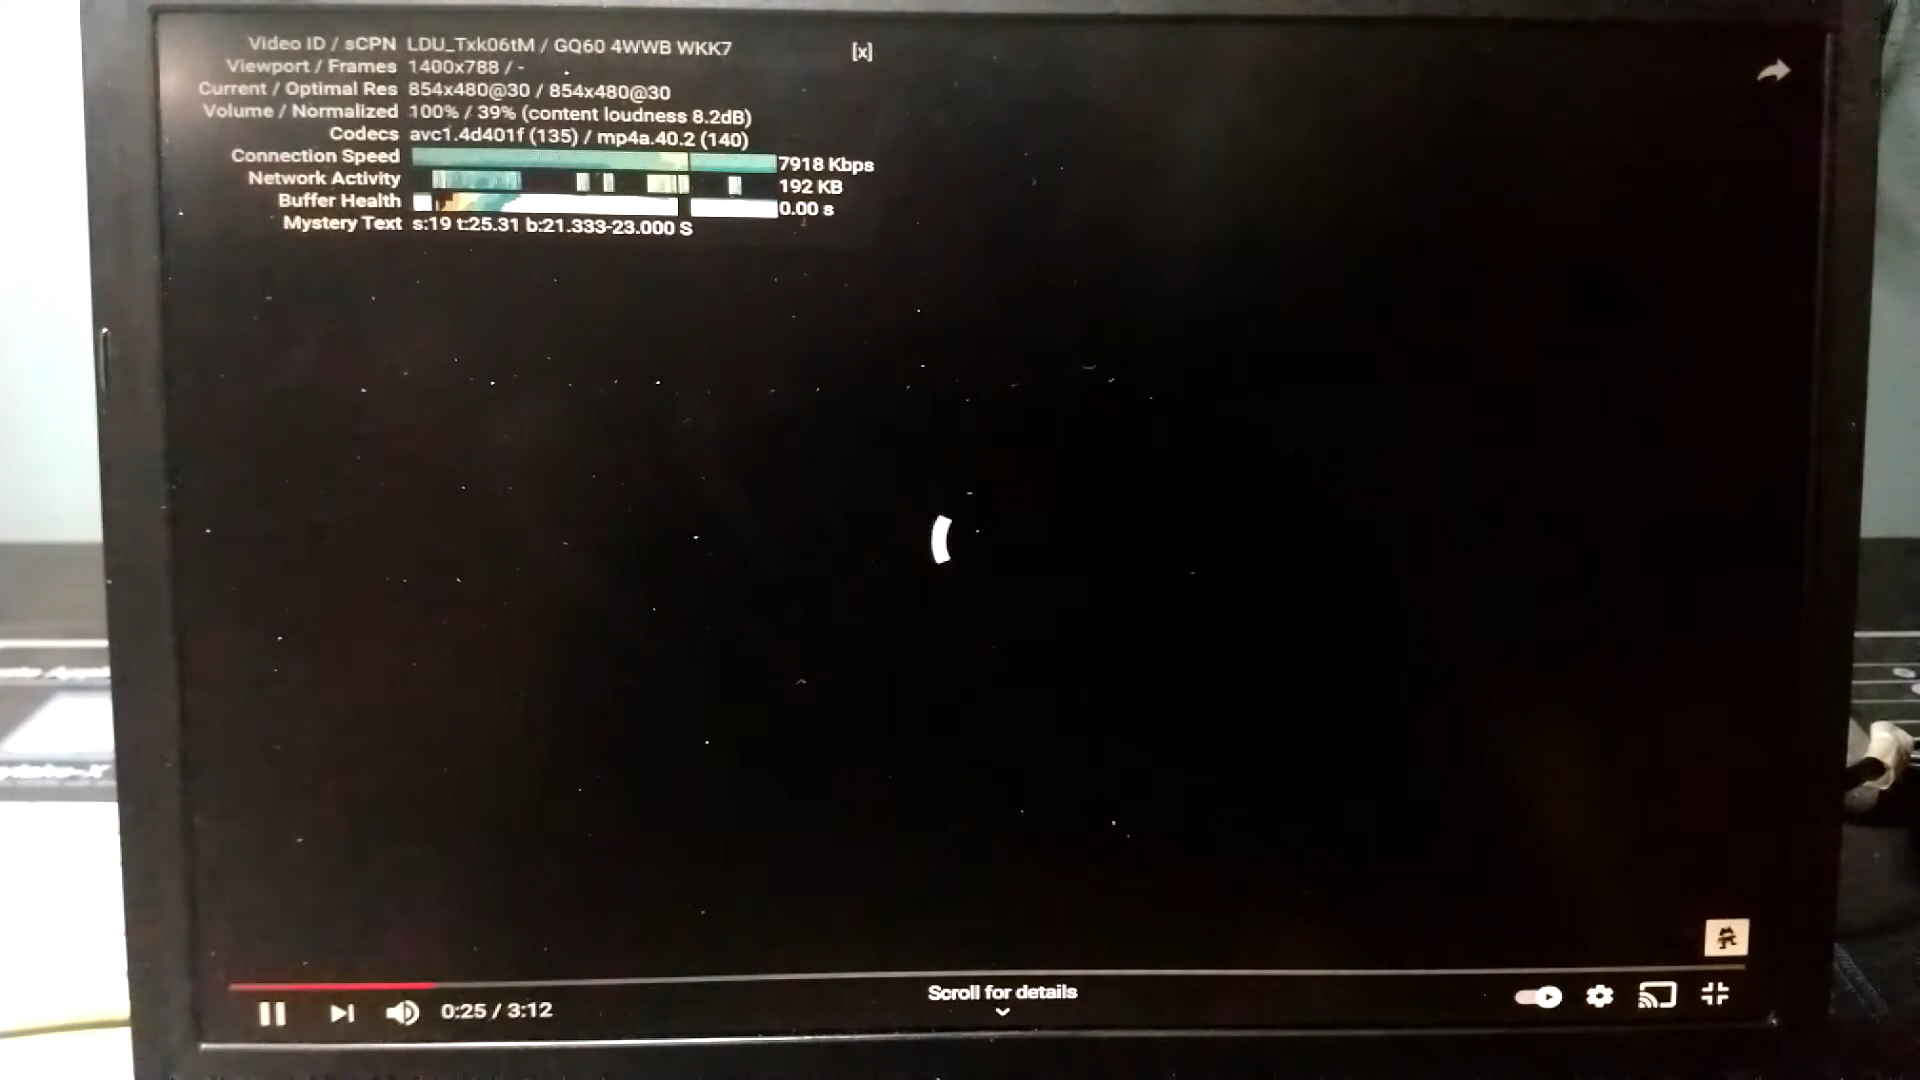 Video ID / sCPN LDU_Txk06tM / GQ60 4WWB WKK7
[x]
Viewport / Frames 1400x788 / -
Current / Optimal Res 854x480@30 / 854x480@30
Volume / Normalized 100% / 39% (content loudness 8.2dB)
Codecs avc1.4d401f (135) / mp4a.40.2 (140)
Connection Speed 7918 Kbps
Network Activity 192 KB
Buffer Health 0.00 s
Mystery Text s:19 t:25.31 b:21.333-23.000 S
Scroll for details
0:25 / 3:12